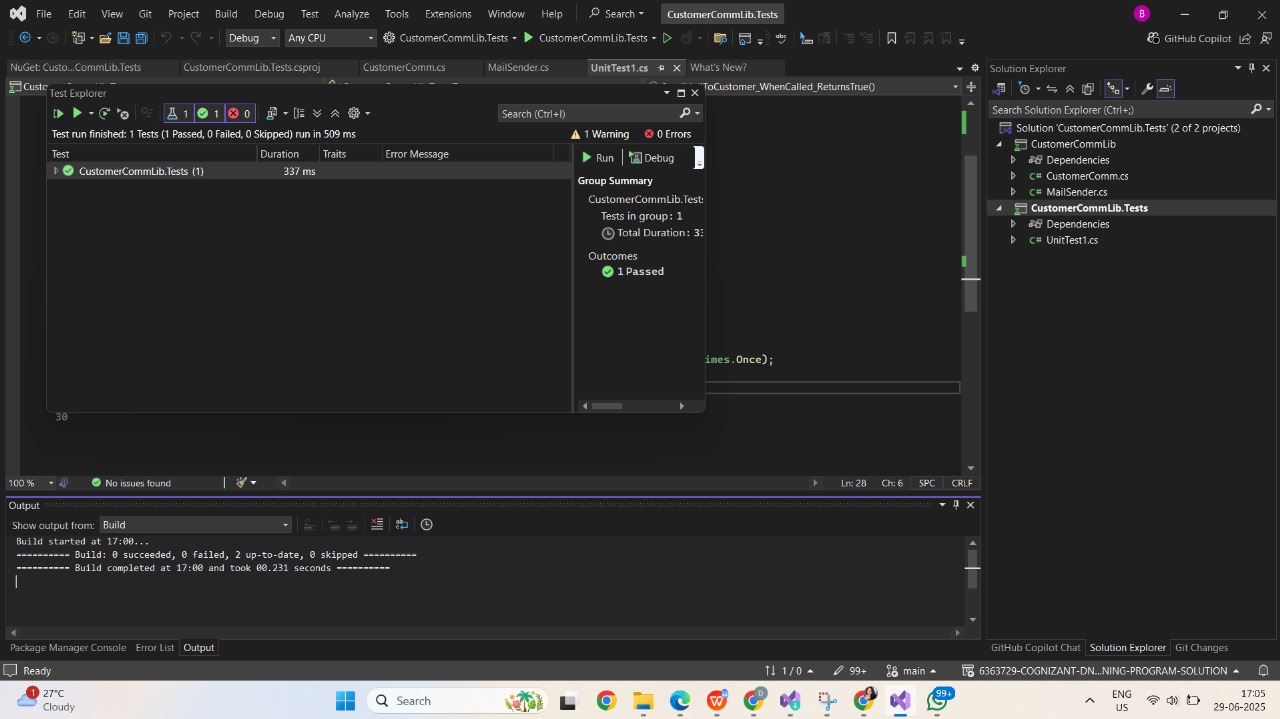 File Edit View Git Project Build Debug Test Analyze Tools Extensions Window Help Search CustomerCommLib.Tests B
Debug Any CPU CustomerCommLib.Tests CustomerCommLib.Tests GitHub Copilot
NuGet: Custo...CommLib.Tests CustomerCommLib.Tests.csproj CustomerComm.cs MailSender.cs UnitTest1.cs What's New?
ToCustomer_WhenCalled_ReturnsTrue()
Test Explorer
1 1 0 Search (Ctrl+I)
Test run finished: 1 Tests (1 Passed, 0 Failed, 0 Skipped) run in 509 ms 1 Warning 0 Errors
Test Duration Traits Error Message Run Debug
CustomerCommLib.Tests (1) 337 ms
Group Summary
CustomerCommLib.Tests
Tests in group: 1
Total Duration: 33
Outcomes
1 Passed
imes.Once);
30
100 % No issues found Ln: 28 Ch: 6 SPC CRLF
Output
Show output from: Build
Build started at 17:00...
========== Build: 0 succeeded, 0 failed, 2 up-to-date, 0 skipped ==========
========== Build completed at 17:00 and took 00.231 seconds ==========
Package Manager Console Error List Output
Solution Explorer
Search Solution Explorer (Ctrl+;)
Solution 'CustomerCommLib.Tests' (2 of 2 projects)
CustomerCommLib
Dependencies
C# CustomerComm.cs
C# MailSender.cs
CustomerCommLib.Tests
Dependencies
C# UnitTest1.cs
GitHub Copilot Chat Solution Explorer Git Changes
Ready 1 / 0 99+ main 6363729-COGNIZANT-DN...NING-PROGRAM-SOLUTION
1 27°C
Cloudy
Search
99+
ENG
US
17:03
29-06-2025